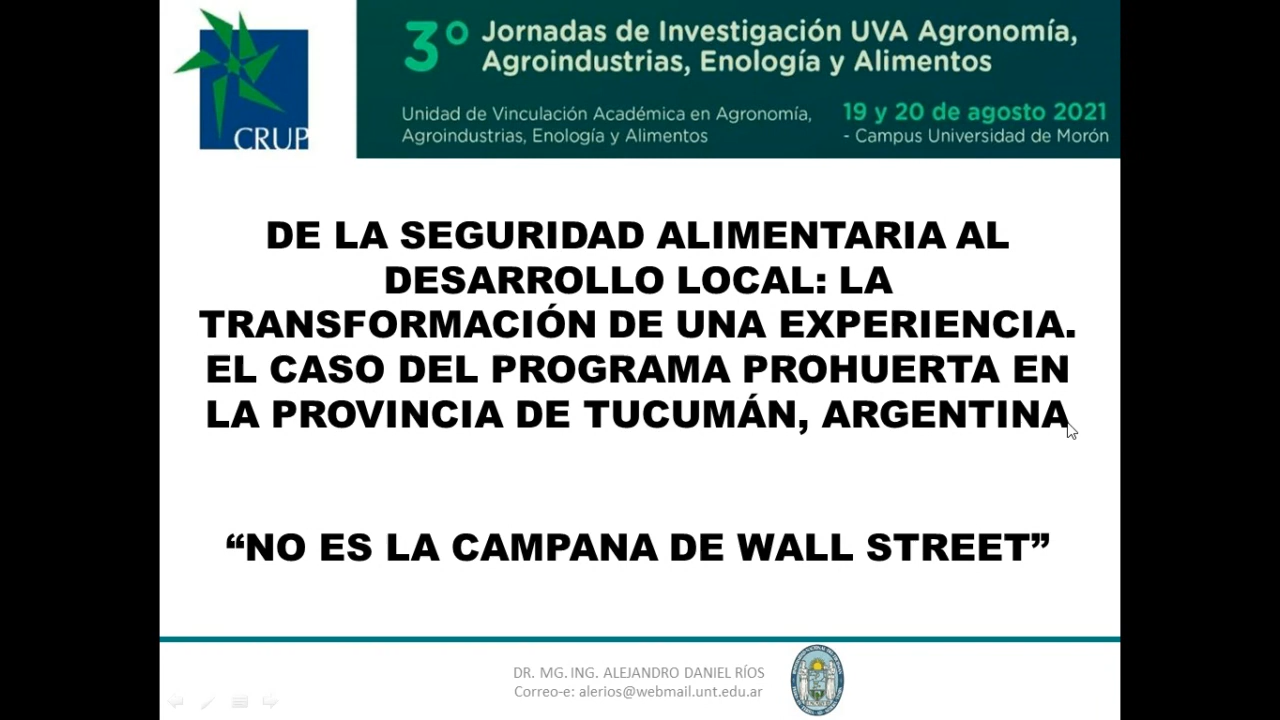 CRUP
3° Jornadas de Investigación UVA Agronomía,
Agroindustrias, Enología y Alimentos
Unidad de Vinculación Académica en Agronomía,
Agroindustrias, Enología y Alimentos
19 y 20 de agosto 2021
- Campus Universidad de Morón
DE LA SEGURIDAD ALIMENTARIA AL
DESARROLLO LOCAL: LA
TRANSFORMACIÓN DE UNA EXPERIENCIA.
EL CASO DEL PROGRAMA PROHUERTA EN
LA PROVINCIA DE TUCUMÁN, ARGENTINA
“NO ES LA CAMPANA DE WALL STREET”
DR. MG. ING. ALEJANDRO DANIEL RÍOS
Correo-e: alerios@webmail.unt.edu.ar